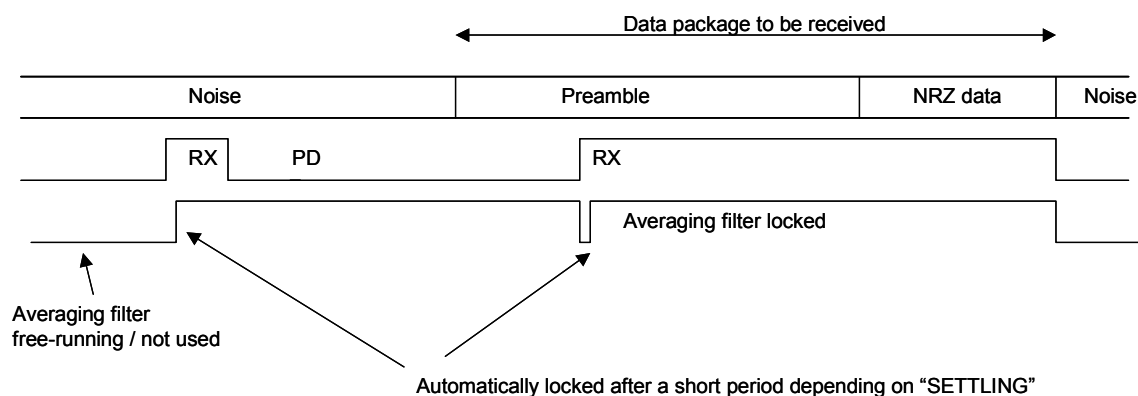 Data package to be received
Noise Preamble NRZ data Noise
RX PD RX
Averaging filter locked
Averaging filter
free-running / not used
Automatically locked after a short period depending on “SETTLING”